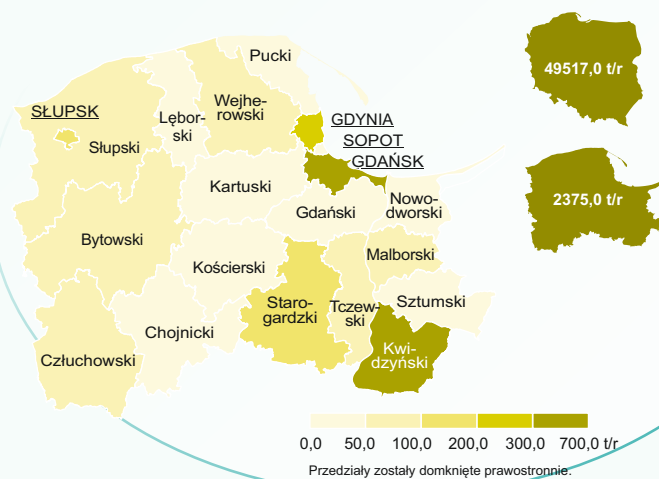 Pucki
49517,0 t/r
SŁUPSK
Wejhe-
rowski
Lębor-
ski
GDYNIA
SOPOT
GDAŃSK
Słupski
Kartuski
Nowo-
dworski
2375,0 t/r
Gdański
Bytowski
Malborski
Kościerski
Staro-
gardzki
Tczew-
ski
Sztumski
Chojnicki
Człuchowski
Kwi-
dzyński
0,0 50,0 100,0 200,0 300,0 700,0 t/r
Przedziały zostały domknięte prawostronnie.